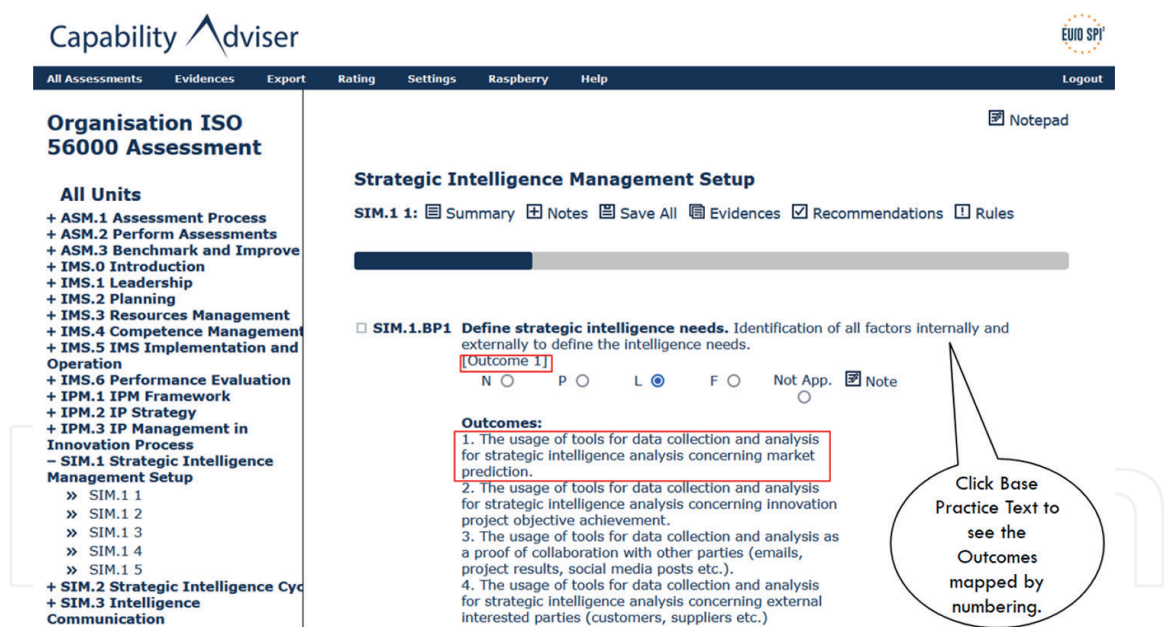 Capability Adviser
EURO SPI²
All Assessments Evidences Export Rating Settings Raspberry Help Logout
Organisation ISO
56000 Assessment
All Units
+ ASM.1 Assessment Process
+ ASM.2 Perform Assessments
+ ASM.3 Benchmark and Improve
+ IMS.0 Introduction
+ IMS.1 Leadership
+ IMS.2 Planning
+ IMS.3 Resources Management
+ IMS.4 Competence Management
+ IMS.5 IMS Implementation and
Operation
+ IMS.6 Performance Evaluation
+ IPM.1 IPM Framework
+ IPM.2 IP Strategy
+ IPM.3 IP Management in
Innovation Process
− SIM.1 Strategic Intelligence
Management Setup
» SIM.1 1
» SIM.1 2
» SIM.1 3
» SIM.1 4
» SIM.1 5
+ SIM.2 Strategic Intelligence Cyc
+ SIM.3 Intelligence
Communication
Notepad
Strategic Intelligence Management Setup
SIM.1 1: Summary Notes Save All Evidences Recommendations Rules
SIM.1.BP1 Define strategic intelligence needs. Identification of all factors internally and
externally to define the intelligence needs.
[Outcome 1]
N P L F Not App. Note
Outcomes:
1. The usage of tools for data collection and analysis
for strategic intelligence analysis concerning market
prediction.
2. The usage of tools for data collection and analysis
for strategic intelligence analysis concerning innovation
project objective achievement.
3. The usage of tools for data collection and analysis as
a proof of collaboration with other parties (emails,
project results, social media posts etc.).
4. The usage of tools for data collection and analysis
for strategic intelligence analysis concerning external
interested parties (customers, suppliers etc.)
Click Base
Practice Text to
see the
Outcomes
mapped by
numbering.